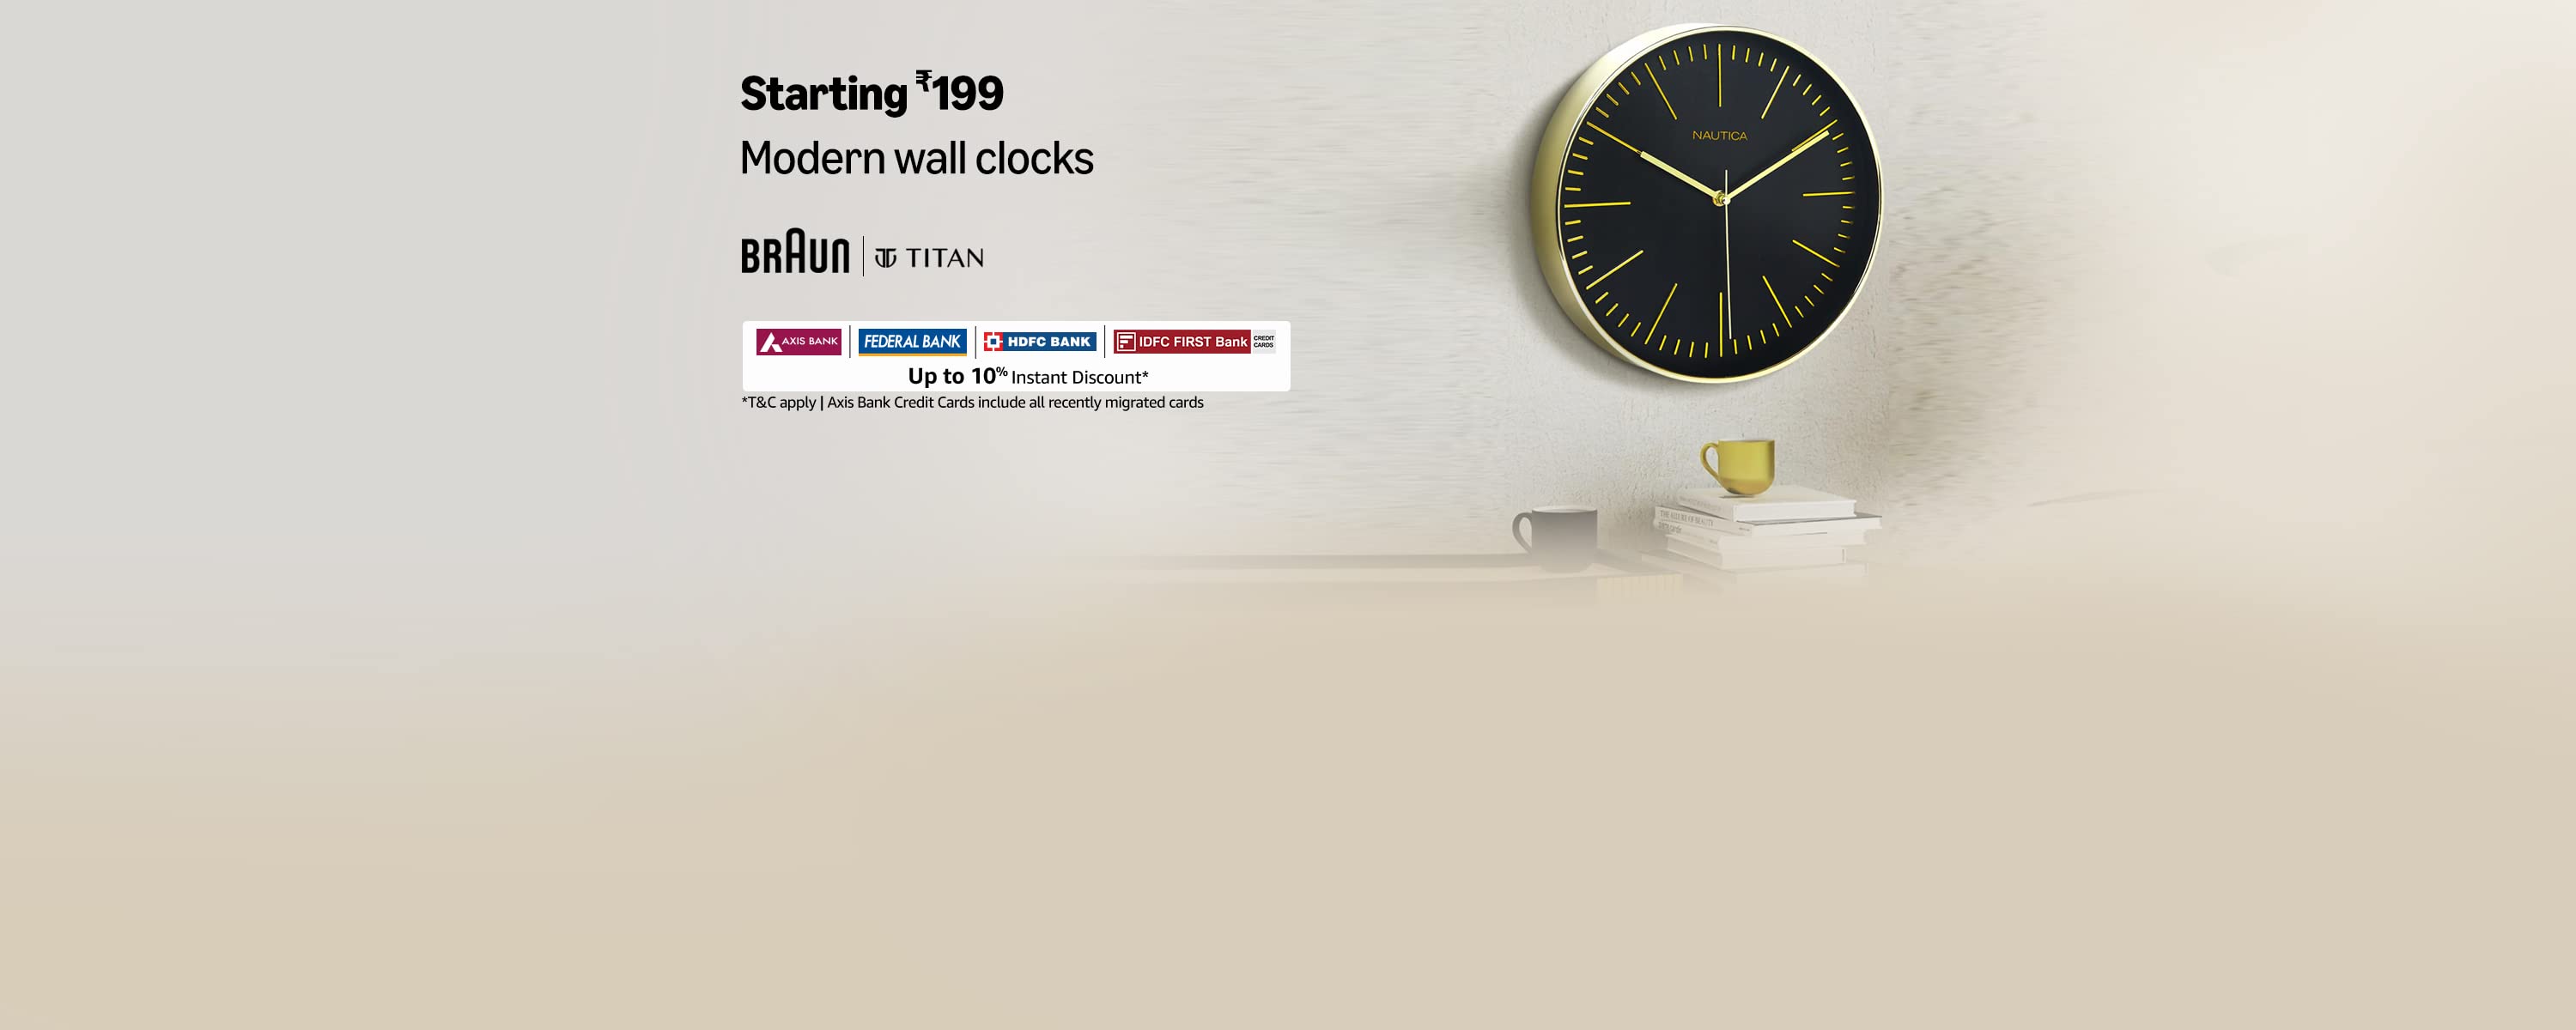 Starting ₹199
Modern wall clocks
BRAUN | TITAN
AXIS BANK | FEDERAL BANK | HDFC BANK | IDFC FIRST Bank CREDIT CARDS
Up to 10% Instant Discount*
*T&C apply | Axis Bank Credit Cards include all recently migrated cards
NAUTICA